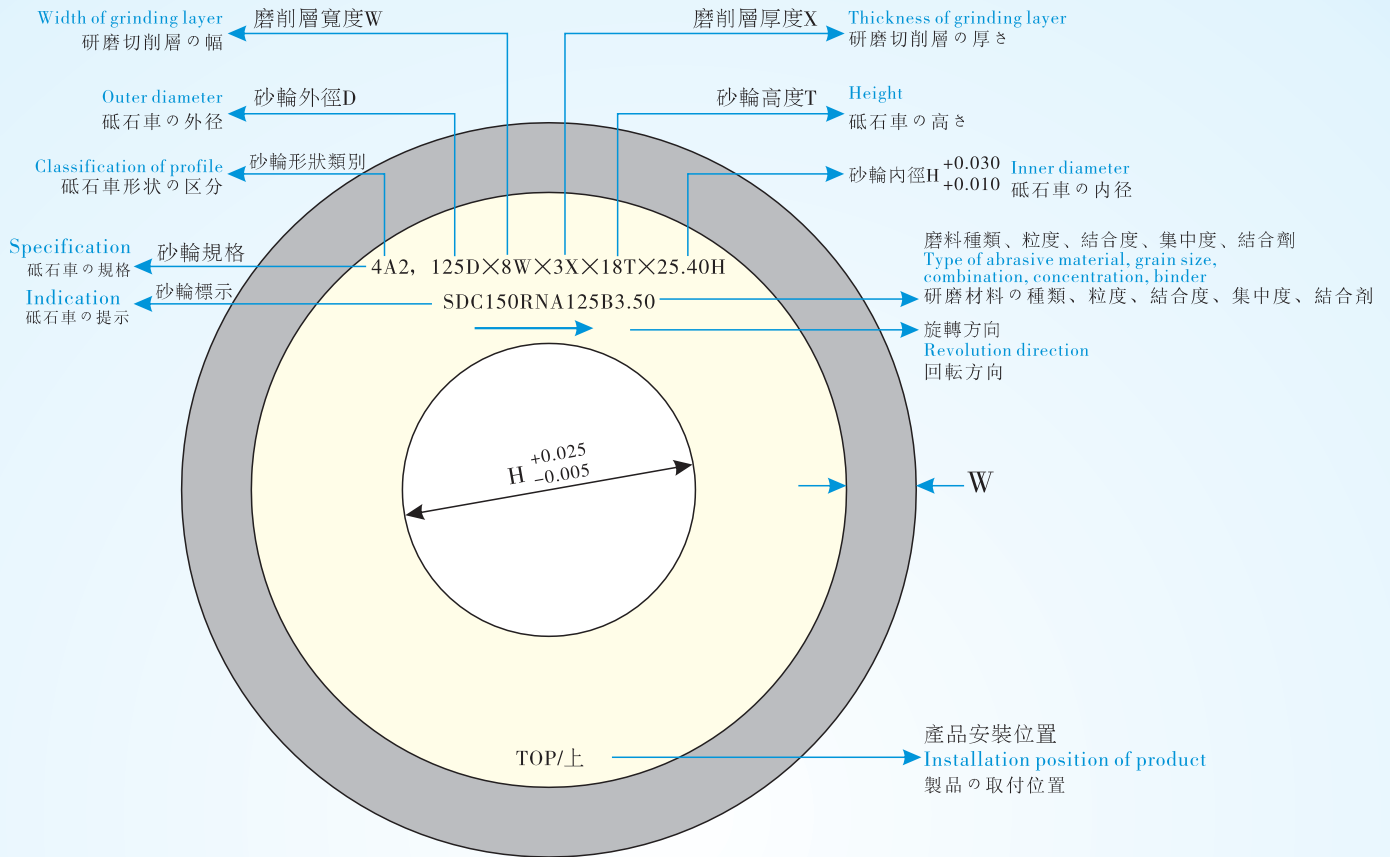 Width of grinding layer
研磨切削層の幅
磨削層寬度W
磨削層厚度X
Thickness of grinding layer
研磨切削層の厚さ
Outer diameter
砥石車の外径
砂輪外徑D
砂輪高度T
Height
砥石車の高さ
Classification of profile
砥石車形状の区分
砂輪形狀類別
砂輪內徑H +0.030
+0.010
Inner diameter
砥石車の内径
Specification
砥石車の規格
砂輪規格
4A2, 125D×8W×3X×18T×25.40H
Indication
砥石車の提示
砂輪標示
SDC150RNA125B3.50
磨料種類、粒度、結合度、集中度、結合劑
Type of abrasive material, grain size,
combination, concentration, binder
研磨材料の種類、粒度、結合度、集中度、結合剤
旋轉方向
Revolution direction
回転方向
H +0.025
-0.005
W
TOP/上
產品安裝位置
Installation position of product
製品の取付位置